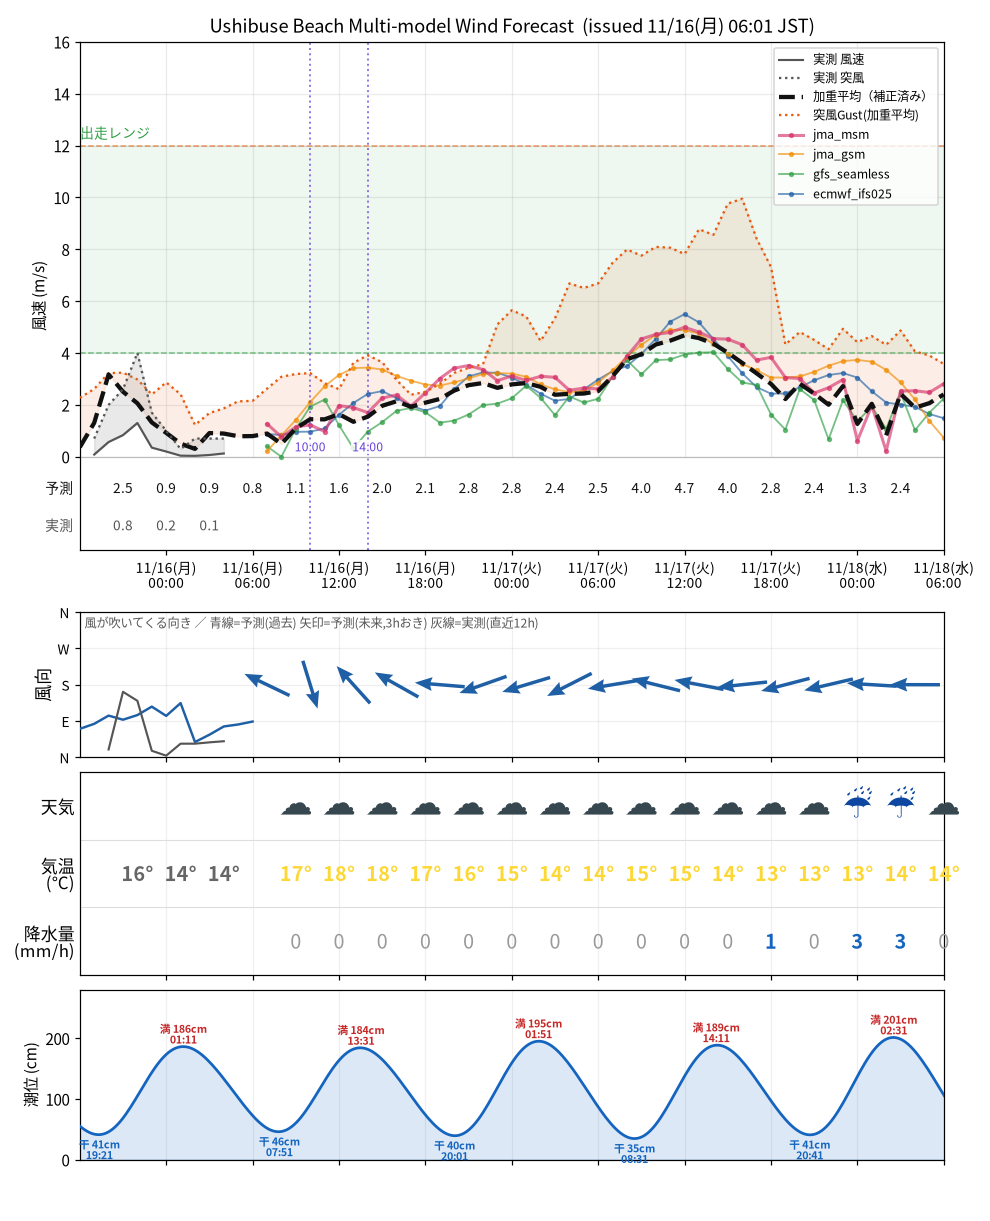 Ushibuse Beach Multi-model Wind Forecast (issued 11/16(月) 06:01 JST)
16
14
12
10
8
6
4
2
0
風速 (m/s)
出走レンジ
実測 風速
実測 突風
加重平均（補正済み）
突風Gust(加重平均)
jma_msm
jma_gsm
gfs_seamless
ecmwf_ifs025
10:00 14:00
予測 2.5 0.9 0.9 0.8 1.1 1.6 2.0 2.1 2.8 2.8 2.4 2.5 4.0 4.7 4.0 2.8 2.4 1.3 2.4
実測 0.8 0.2 0.1
11/16(月) 11/16(月) 11/16(月) 11/16(月) 11/17(火) 11/17(火) 11/17(火) 11/17(火) 11/18(水) 11/18(水)
00:00 06:00 12:00 18:00 00:00 06:00 12:00 18:00 00:00 06:00
風が吹いてくる向き ／ 青線=予測(過去) 矢印=予測(未来,3hおき) 灰線=実測(直近12h)
N
W
S
E
N
風向
天気
気温
(℃)
16° 14° 14° 17° 18° 18° 17° 16° 15° 14° 14° 15° 15° 14° 13° 13° 13° 14° 14°
降水量
(mm/h)
0 0 0 0 0 0 0 0 0 0 0 1 0 3 3 0
潮位 (cm)
200
100
0
満 186cm
01:11
満 184cm
13:31
満 195cm
01:51
満 189cm
14:11
満 201cm
02:31
干 41cm
19:21
干 46cm
07:51
干 40cm
20:01
干 35cm
08:31
干 41cm
20:41